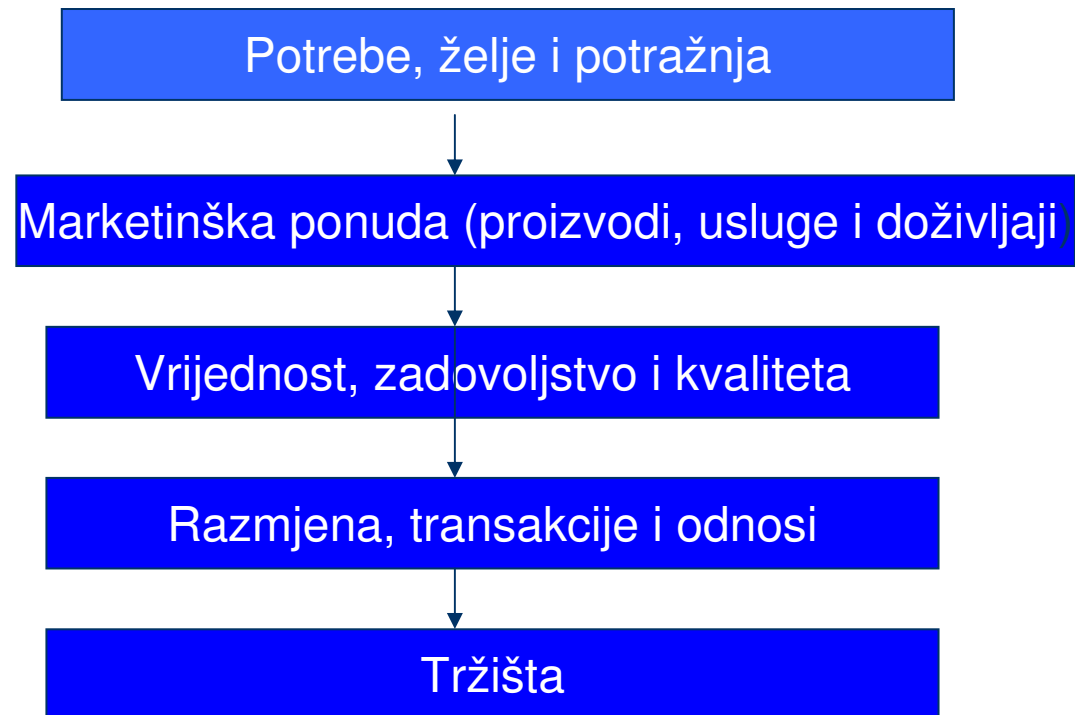 Potrebe, želje i potražnja
Marketinška ponuda (proizvodi, usluge i doživljaji)
Vrijednost, zadovoljstvo i kvaliteta
Razmjena, transakcije i odnosi
Tržišta